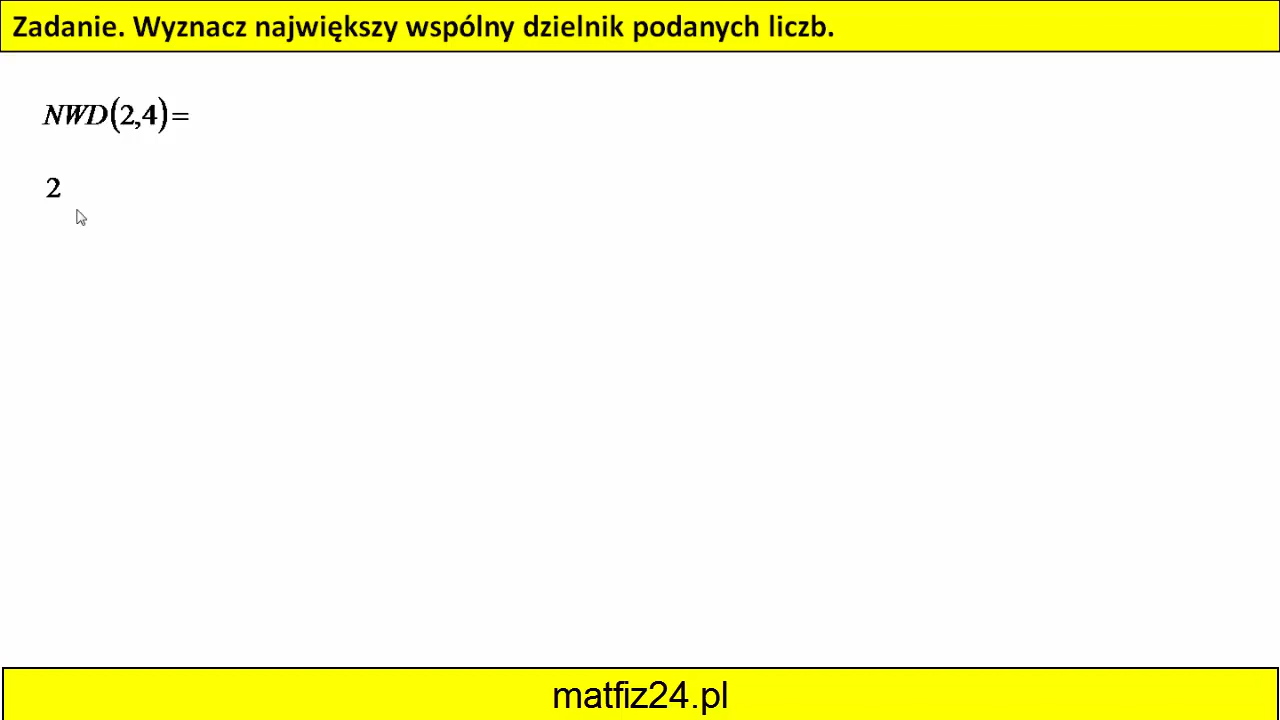 Zadanie. Wyznacz największy wspólny dzielnik podanych liczb.
NWD(2,4)=
2
matfiz24.pl